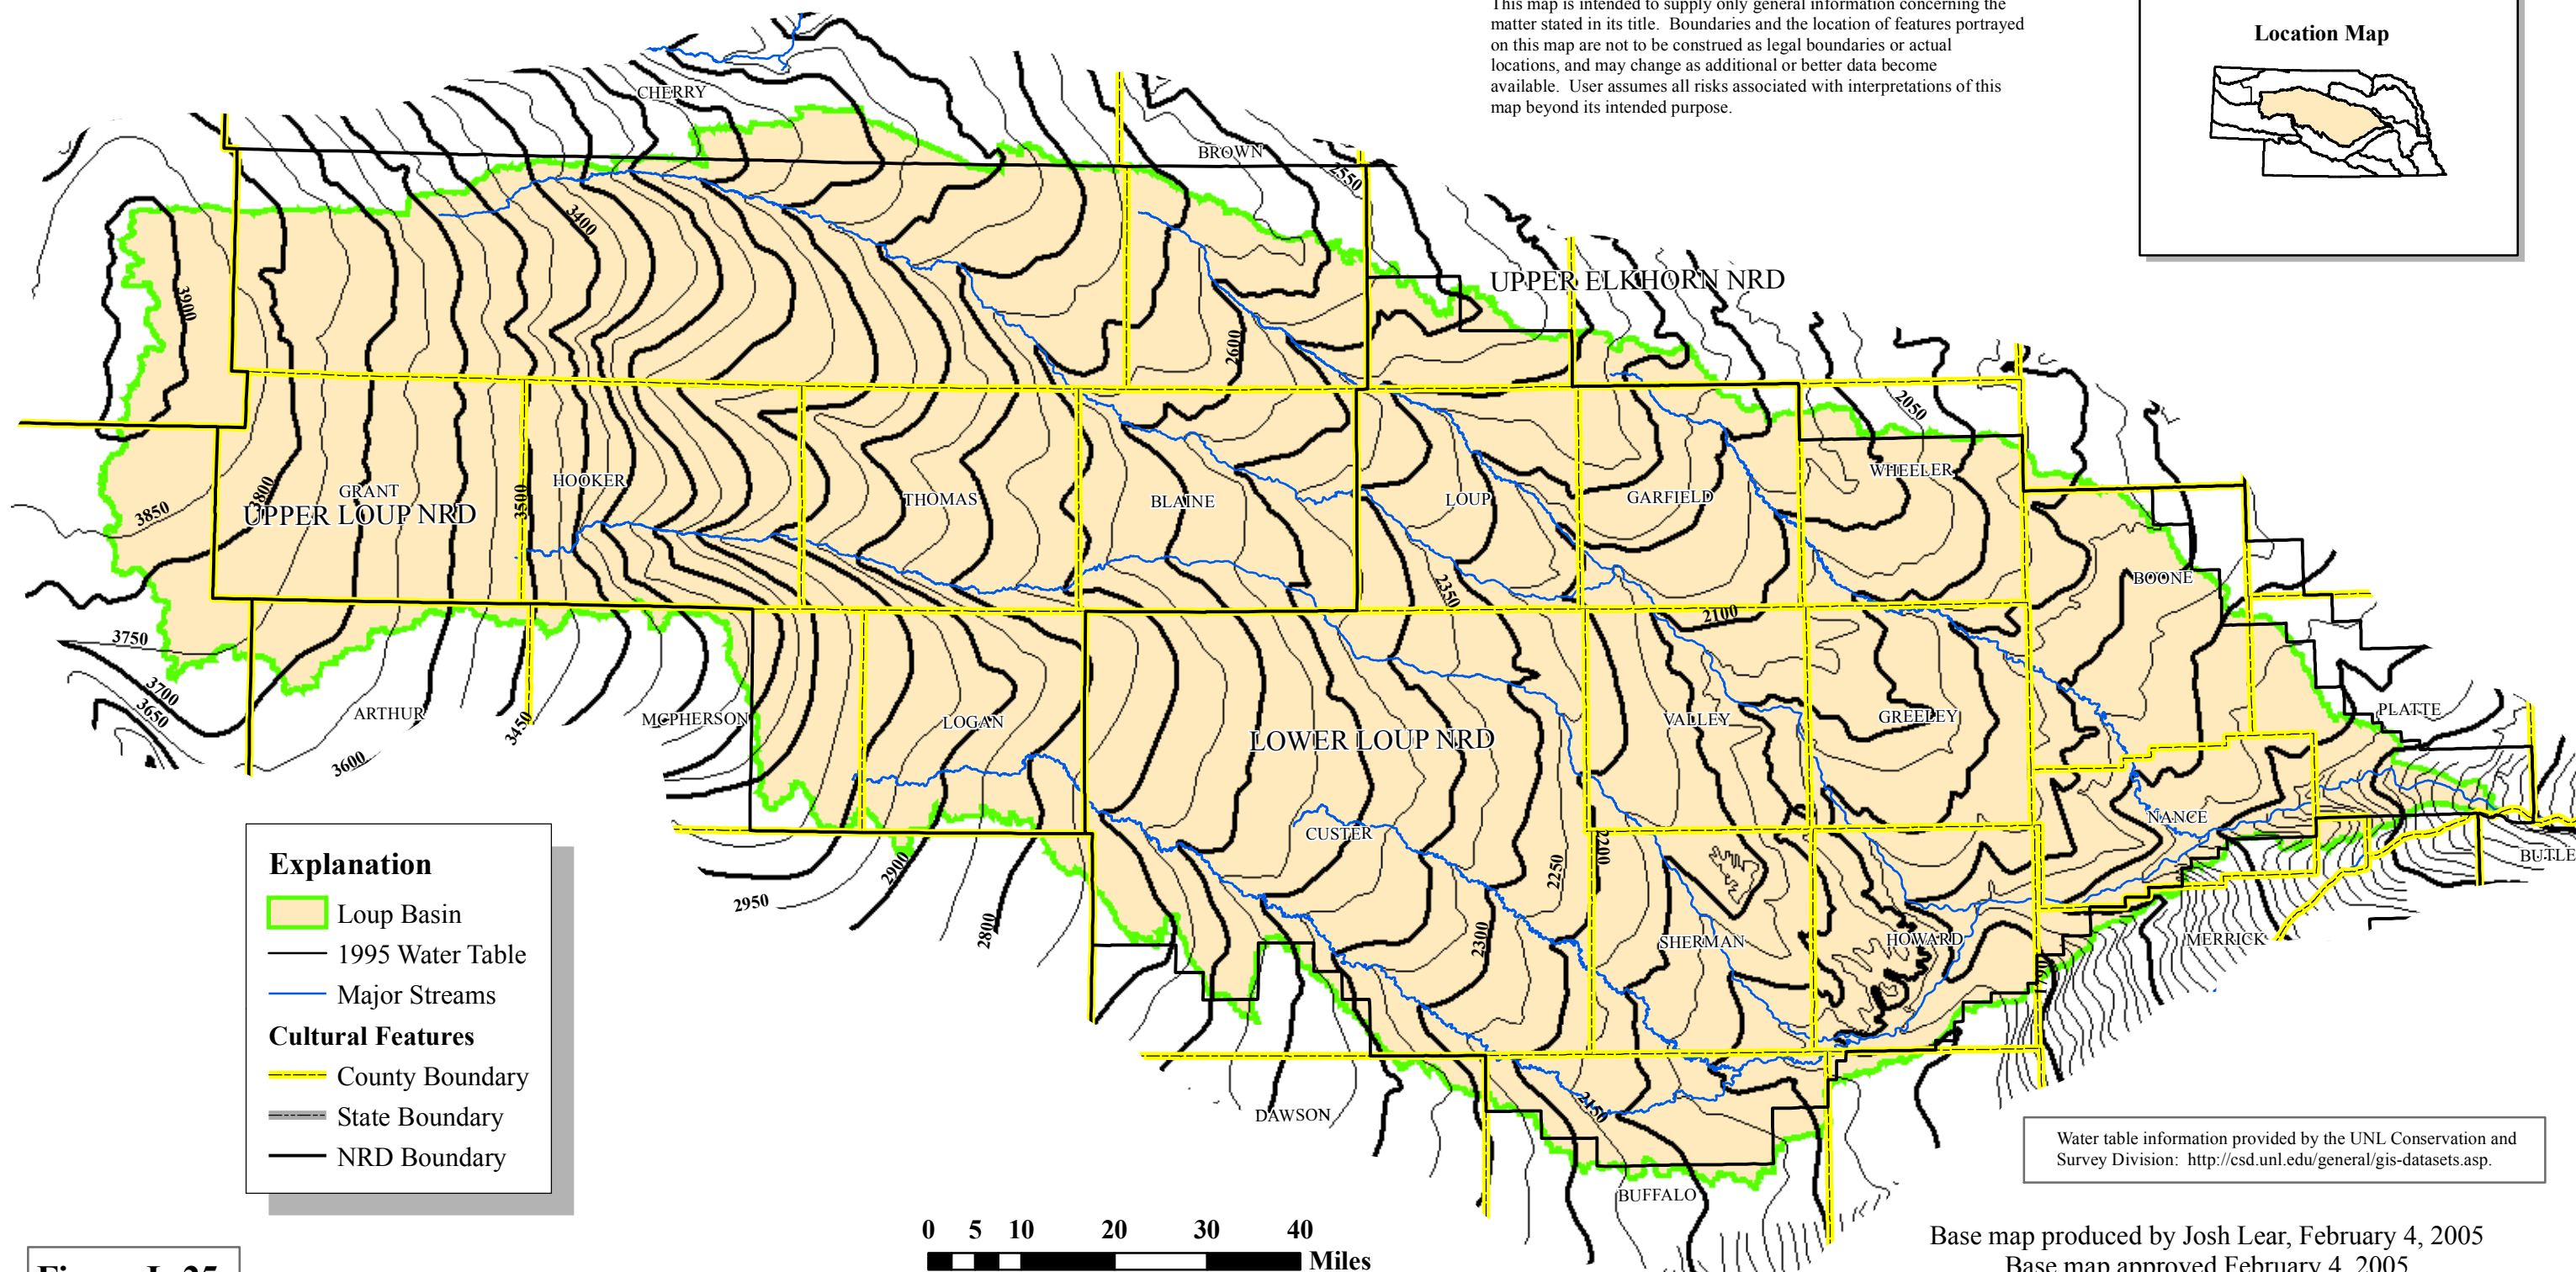 This map is intended to supply only general information concerning the
matter stated in its title. Boundaries and the location of features portrayed
on this map are not to be construed as legal boundaries or actual
locations, and may change as additional or better data become
available. User assumes all risks associated with interpretations of this
map beyond its intended purpose.
Location Map
CHERRY
BROWN
2550
UPPER ELKHORN NRD
3400
3900
2600
2050
WHEELER
HOOKER
GRANT
3800
3500
THOMAS
BLAINE
LOUP
GARFIELD
3850
UPPER LOUP NRD
BOONE
2350
2100
3750
3700
3650
ARTHUR
3450
MCPHERSON
LOGAN
VALLEY
GREELEY
PLATTE
LOWER LOUP NRD
3600
NANCE
CUSTER
2200
BUTLE
2900
2250
2950
2800
2300
SHERMAN
HOWARD
MERRICK
DAWSON
2150
BUFFALO
Explanation
Loup Basin
1995 Water Table
Major Streams
Cultural Features
County Boundary
State Boundary
NRD Boundary
Water table information provided by the UNL Conservation and
Survey Division: http://csd.unl.edu/general/gis-datasets.asp.
0 5 10 20 30 40
Miles
Base map produced by Josh Lear, February 4, 2005
Base map approved February 4, 2005